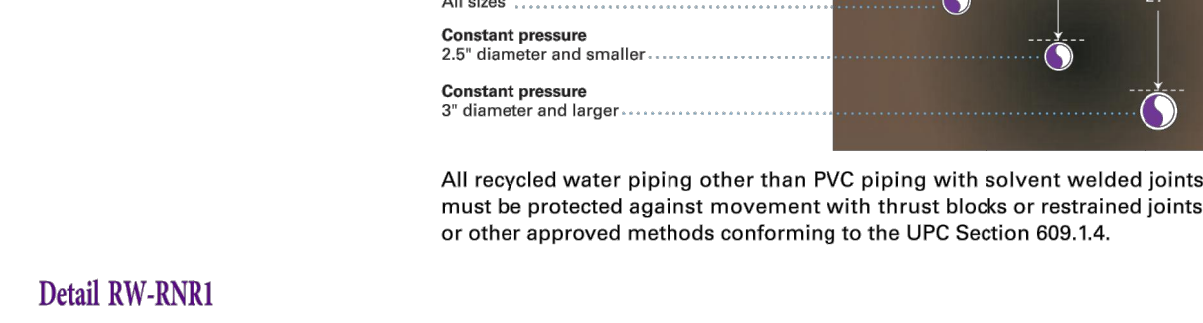 All sizes
Constant pressure
2.5" diameter and smaller
Constant pressure
3" diameter and larger
All recycled water piping other than PVC piping with solvent welded joints
must be protected against movement with thrust blocks or restrained joints
or other approved methods conforming to the UPC Section 609.1.4.
Detail RW-RNR1